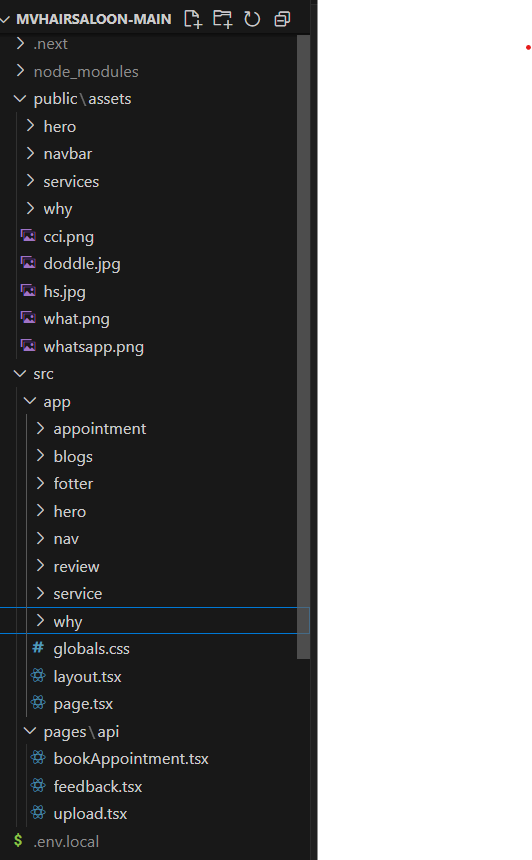 MVHAIRSALOON-MAIN
.next
node_modules
public\assets
hero
navbar
services
why
cci.png
doddle.jpg
hs.jpg
what.png
whatsapp.png
src
app
appointment
blogs
fotter
hero
nav
review
service
why
# globals.css
layout.tsx
page.tsx
pages\api
bookAppointment.tsx
feedback.tsx
upload.tsx
$ .env.local